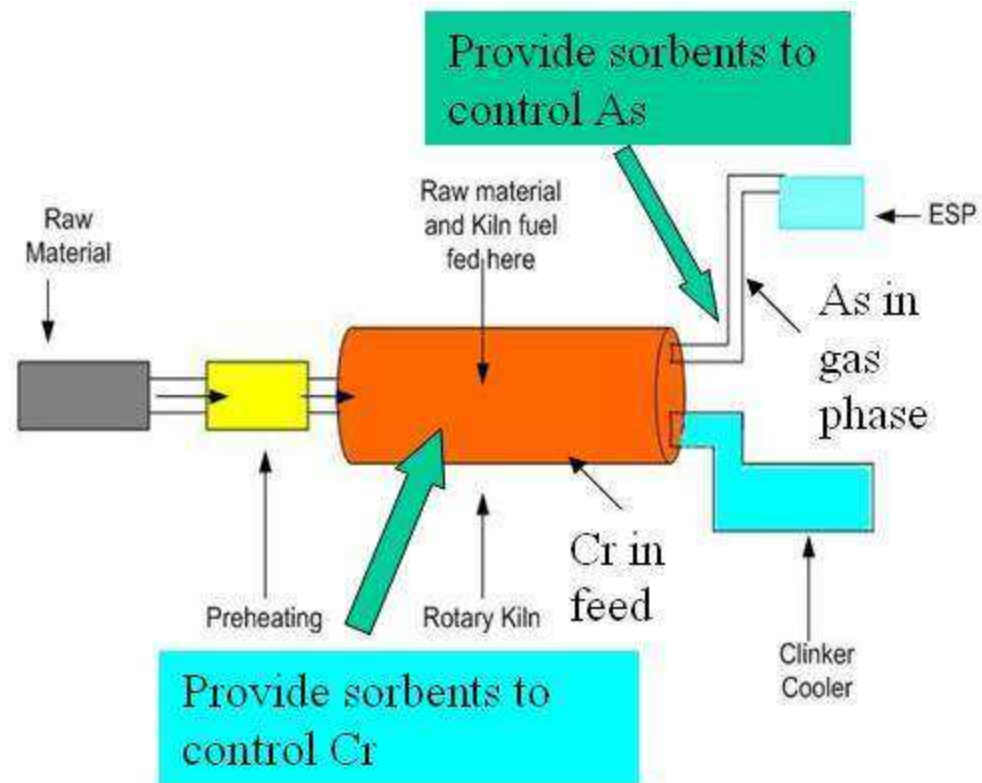 Provide sorbents to
control As
Raw material
and Kiln fuel
fed here
Raw
Material
ESP
As in
gas
phase
Cr in
feed
Preheating
Rotary Kiln
Clinker
Cooler
Provide sorbents to
control Cr